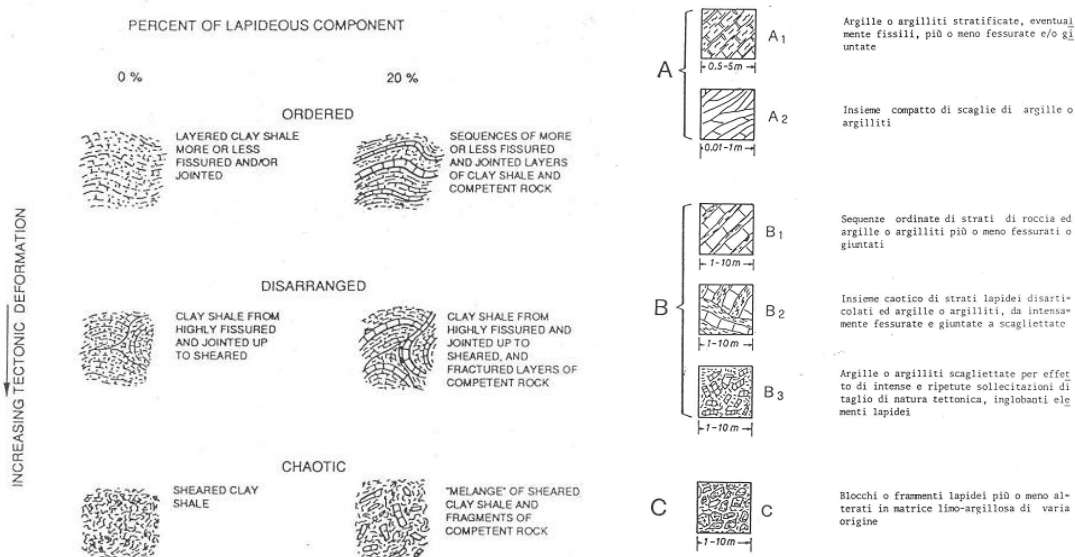 PERCENT OF LAPIDEOUS COMPONENT
0 %
20 %
ORDERED
LAYERED CLAY SHALE
MORE OR LESS
FISSURED AND/OR
JOINTED
SEQUENCES OF MORE
OR LESS FISSURED
AND JOINTED LAYERS
OF CLAY SHALE AND
COMPETENT ROCK
DISARRANGED
CLAY SHALE FROM
HIGHLY FISSURED
AND JOINTED UP
TO SHEARED
CLAY SHALE FROM
HIGHLY FISSURED AND
JOINTED UP TO
SHEARED, AND
FRACTURED LAYERS OF
COMPETENT ROCK
CHAOTIC
SHEARED CLAY
SHALE
"MELANGE" OF SHEARED
CLAY SHALE AND
FRAGMENTS OF
COMPETENT ROCK
INCREASING TECTONIC DEFORMATION
A
A1
0.5-5m
Argille o argilliti stratificate, eventual
mente fissili, più o meno fessurate e/o gi
untate
A2
0.01-1m
Insieme compatto di scaglie di argille o
argilliti
B
B1
1-10m
Sequenze ordinate di strati di roccia ed
argille o argilliti più o meno fessurati o
giuntati
B2
1-10m
Insieme caotico di strati lapidei disarti=
colati ed argille o argilliti, da intensa=
mente fessurate e giuntate a scagliettate
B3
1-10m
Argille o argilliti scagliettate per effet
to di intense e ripetute sollecitazioni di
taglio di natura tettonica, inglobanti ele
menti lapidei
C
C
1-10m
Blocchi o frammenti lapidei più o meno al=
terati in matrice limo-argillosa di varia
origine